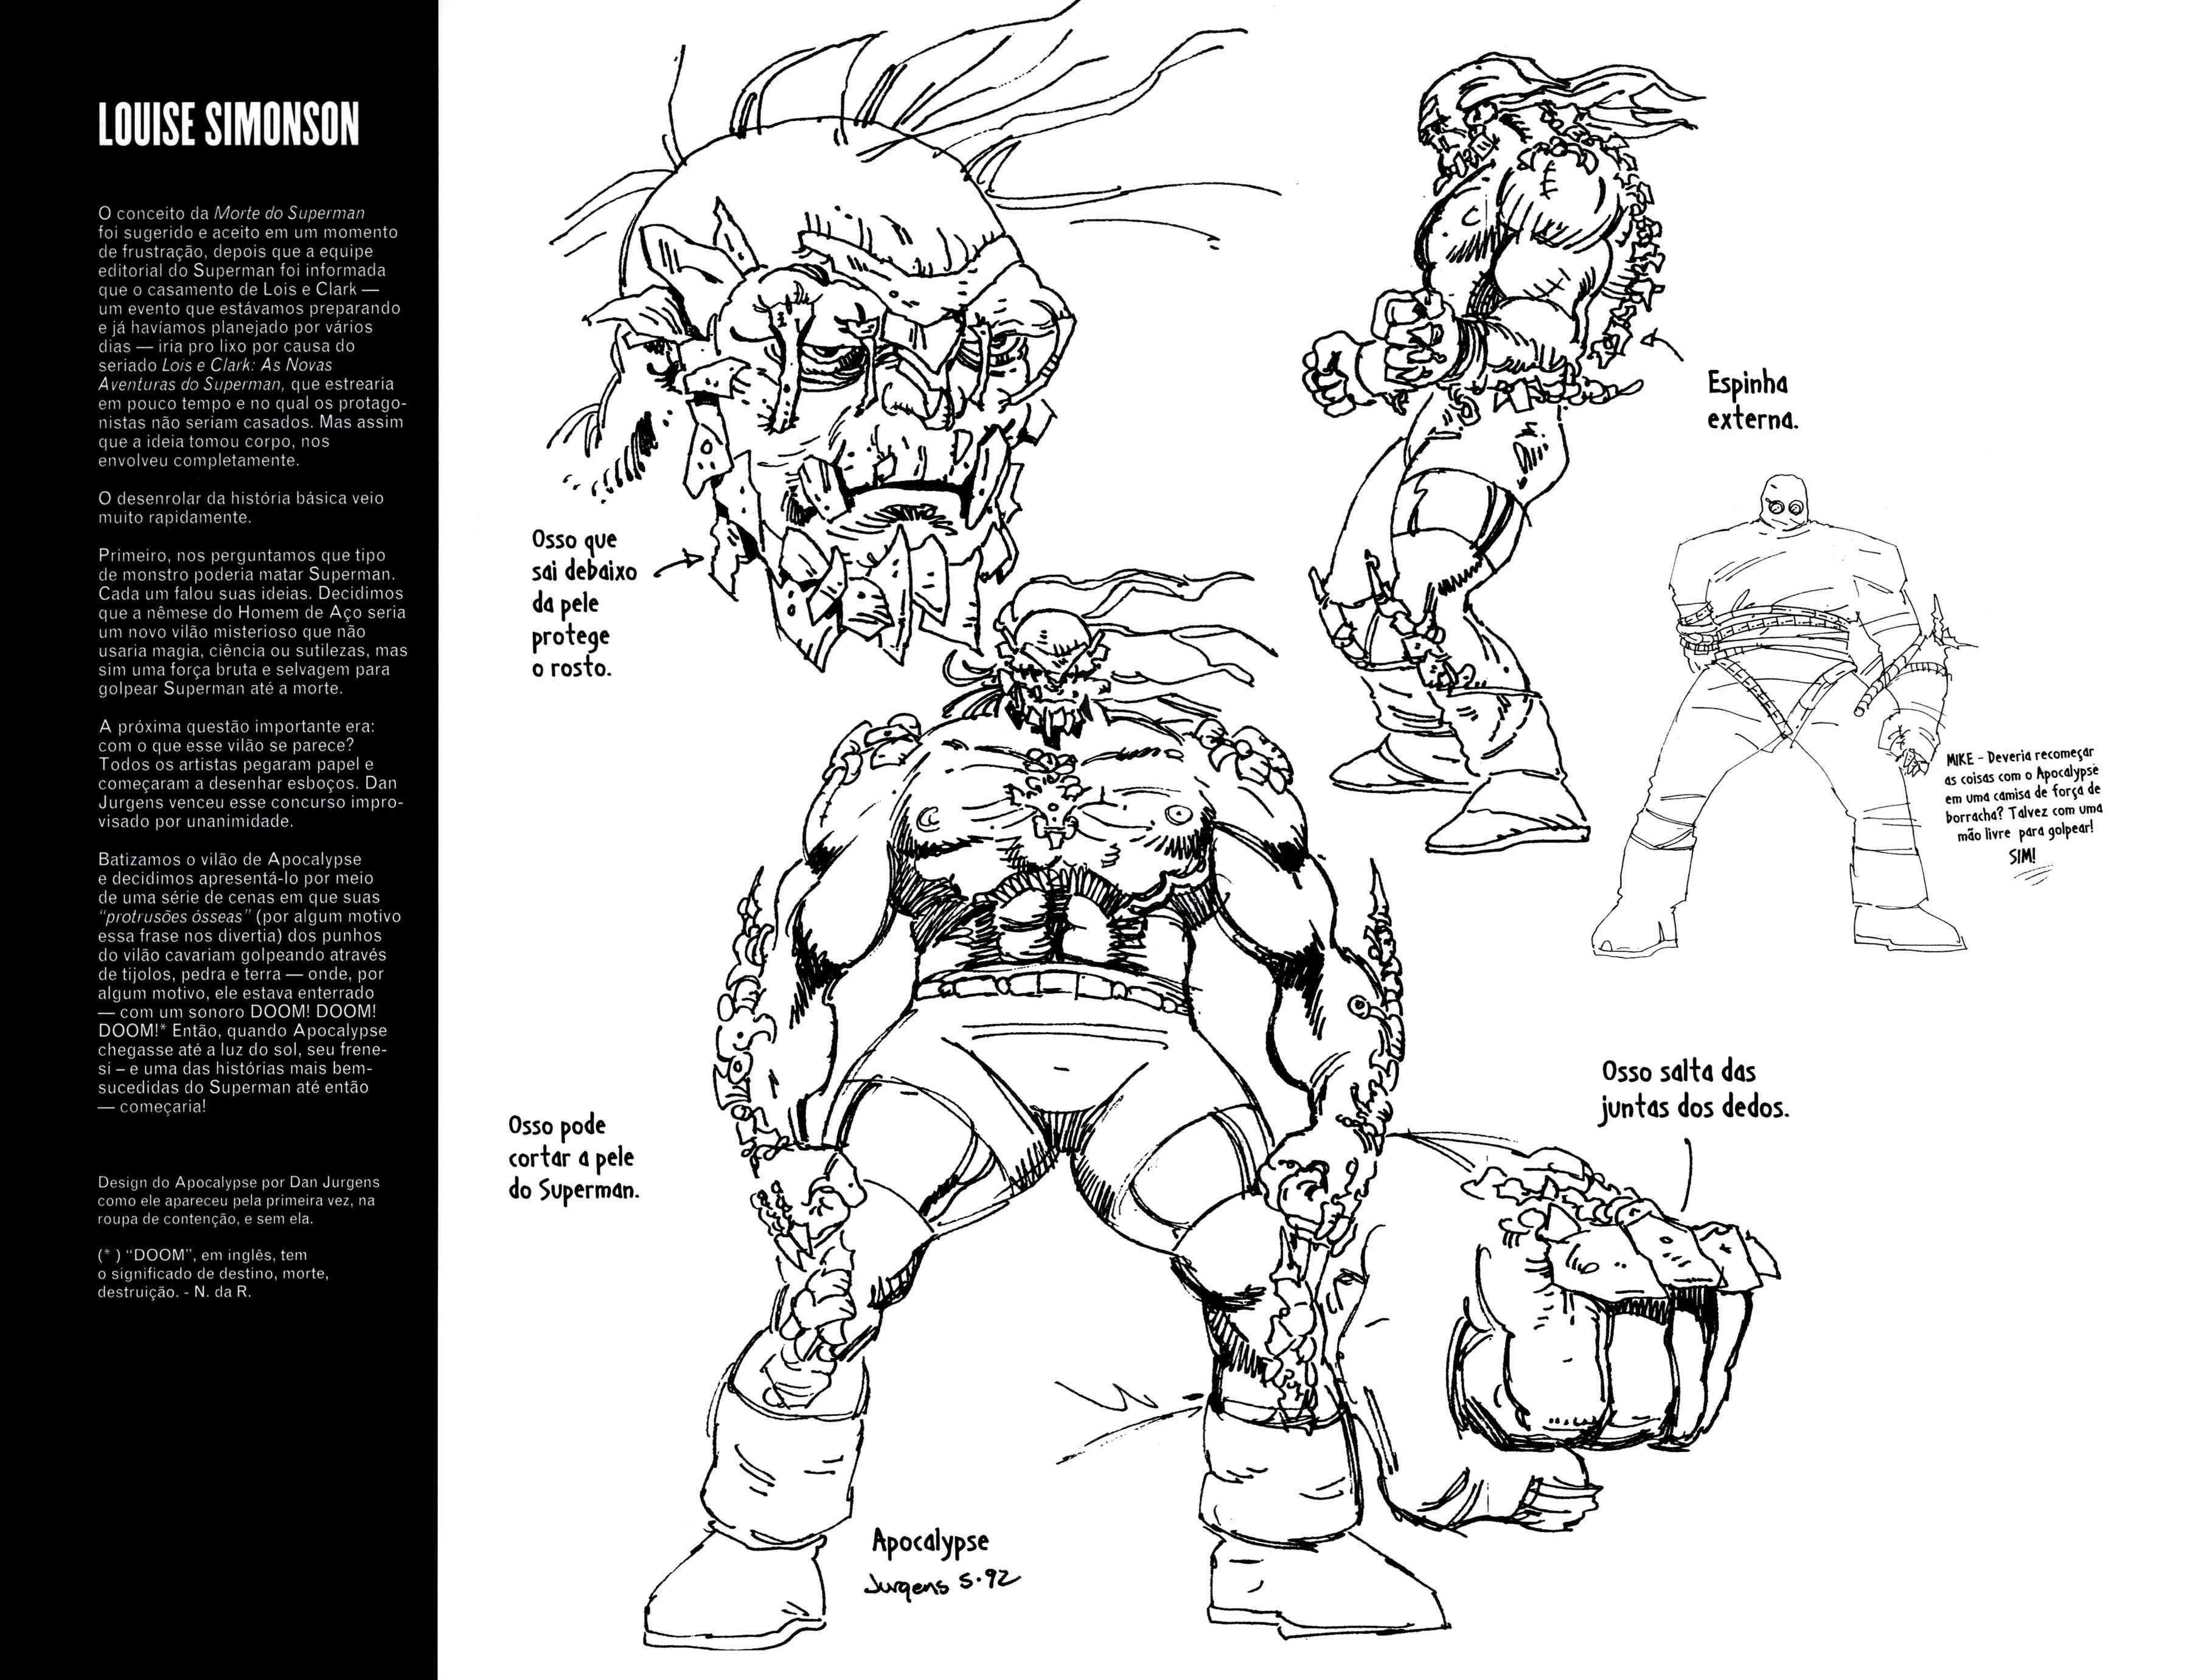 LOUISE SIMONSON
O conceito da Morte do Superman
foi sugerido e aceito em um momento
de frustração, depois que a equipe
editorial do Superman foi informada
que o casamento de Lois e Clark —
um evento que estávamos preparando
e já havíamos planejado por vários
dias — iria pro lixo por causa do
seriado Lois e Clark: As Novas
Aventuras do Superman, que estrearia
em pouco tempo e no qual os protago-
nistas não seriam casados. Mas assim
que a ideia tomou corpo, nos
envolveu completamente.
O desenrolar da história básica veio
muito rapidamente.
Primeiro, nos perguntamos que tipo
de monstro poderia matar Superman.
Cada um falou suas ideias. Decidimos
que a nêmese do Homem de Aço seria
um novo vilão misterioso que não
usaria magia, ciência ou sutilezas, mas
sim uma força bruta e selvagem para
golpear Superman até a morte.
A próxima questão importante era:
com o que esse vilão se parece?
Todos os artistas pegaram papel e
começaram a desenhar esboços. Dan
Jurgens venceu esse concurso impro-
visado por unanimidade.
Batizamos o vilão de Apocalypse
e decidimos apresentá-lo por meio
de uma série de cenas em que suas
"protrusões ósseas" (por algum motivo
essa frase nos divertia) dos punhos
do vilão cavariam golpeando através
de tijolos, pedra e terra — onde, por
algum motivo, ele estava enterrado
— com um sonoro DOOM! DOOM!
DOOM!* Então, quando Apocalypse
chegasse até a luz do sol, seu frene-
si – e uma das histórias mais bem-
sucedidas do Superman até então
— começaria!
Design do Apocalypse por Dan Jurgens
como ele apareceu pela primeira vez, na
roupa de contenção, e sem ela.
(*) “DOOM”, em inglês, tem
o significado de destino, morte,
destruição. - N. da R.
Osso que
sai debaixo
da pele
protege
o rosto.
Espinha
externa.
MIKE - Deveria recomeçar
as coisas com o Apocalypse
em uma camisa de força de
borracha? Talvez com uma
mão livre para golpear!
SIM!
Osso pode
cortar a pele
do Superman.
Osso salta das
juntas dos dedos.
Apocalypse
Jurgens 5·92